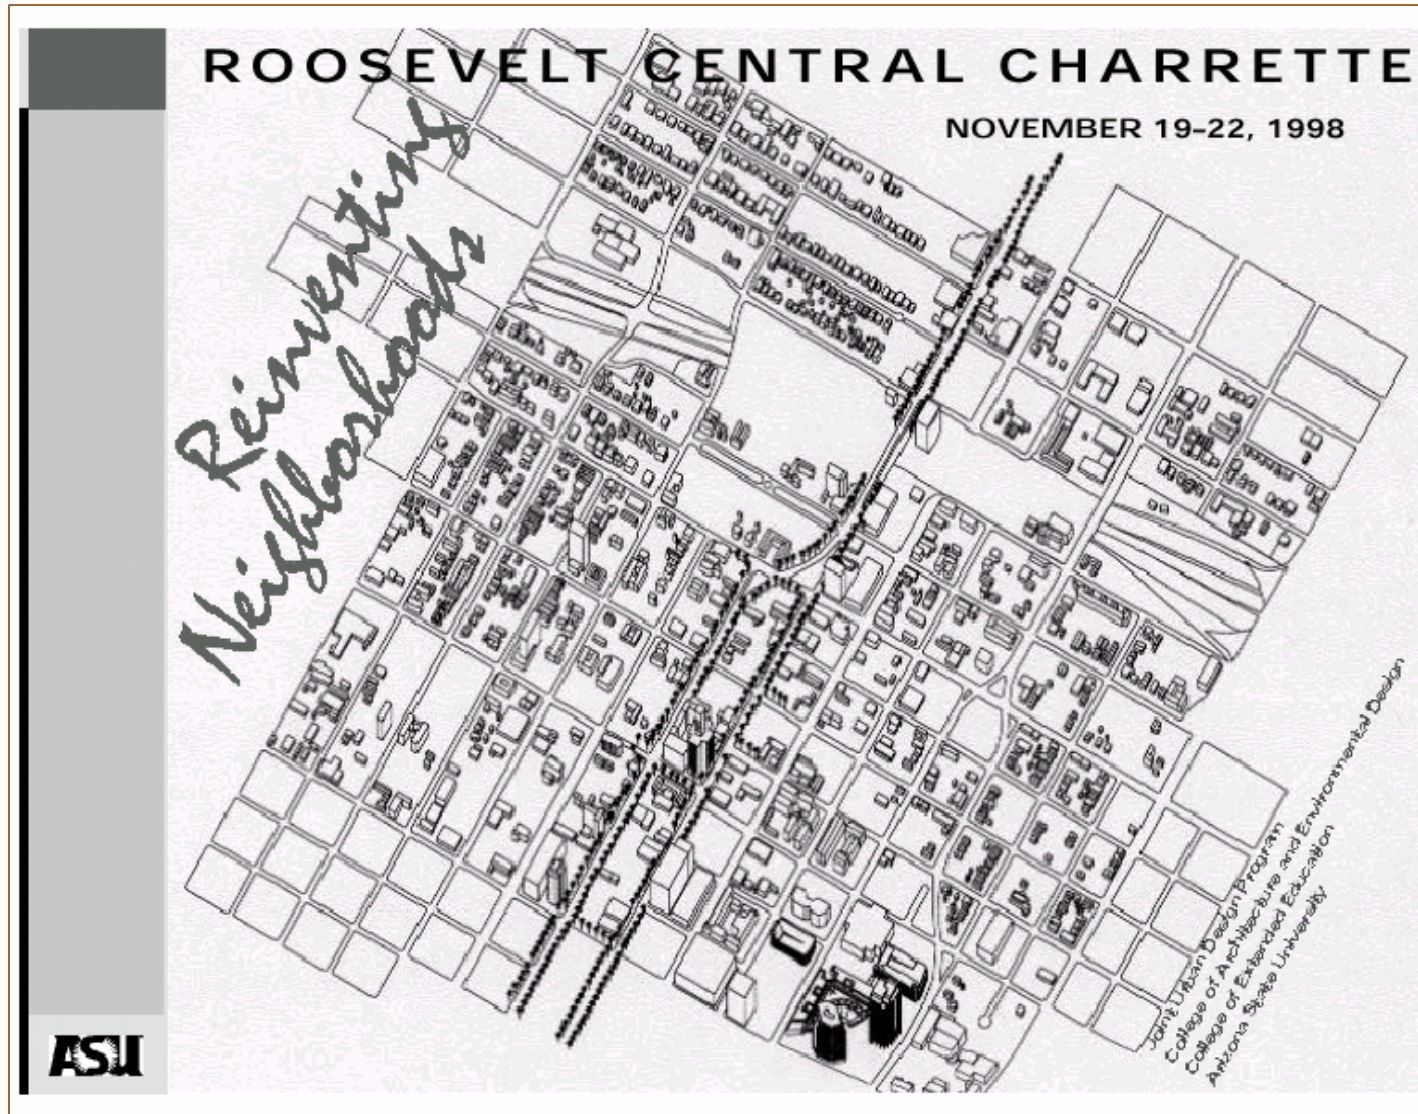 ROOSEVELT CENTRAL CHARRETTE
NOVEMBER 19-22, 1998
Reinventing
Neighborhoods
Joint Urban Design Program
College of Architecture and Environmental Design
College of Extended Education
Arizona State University
ASU